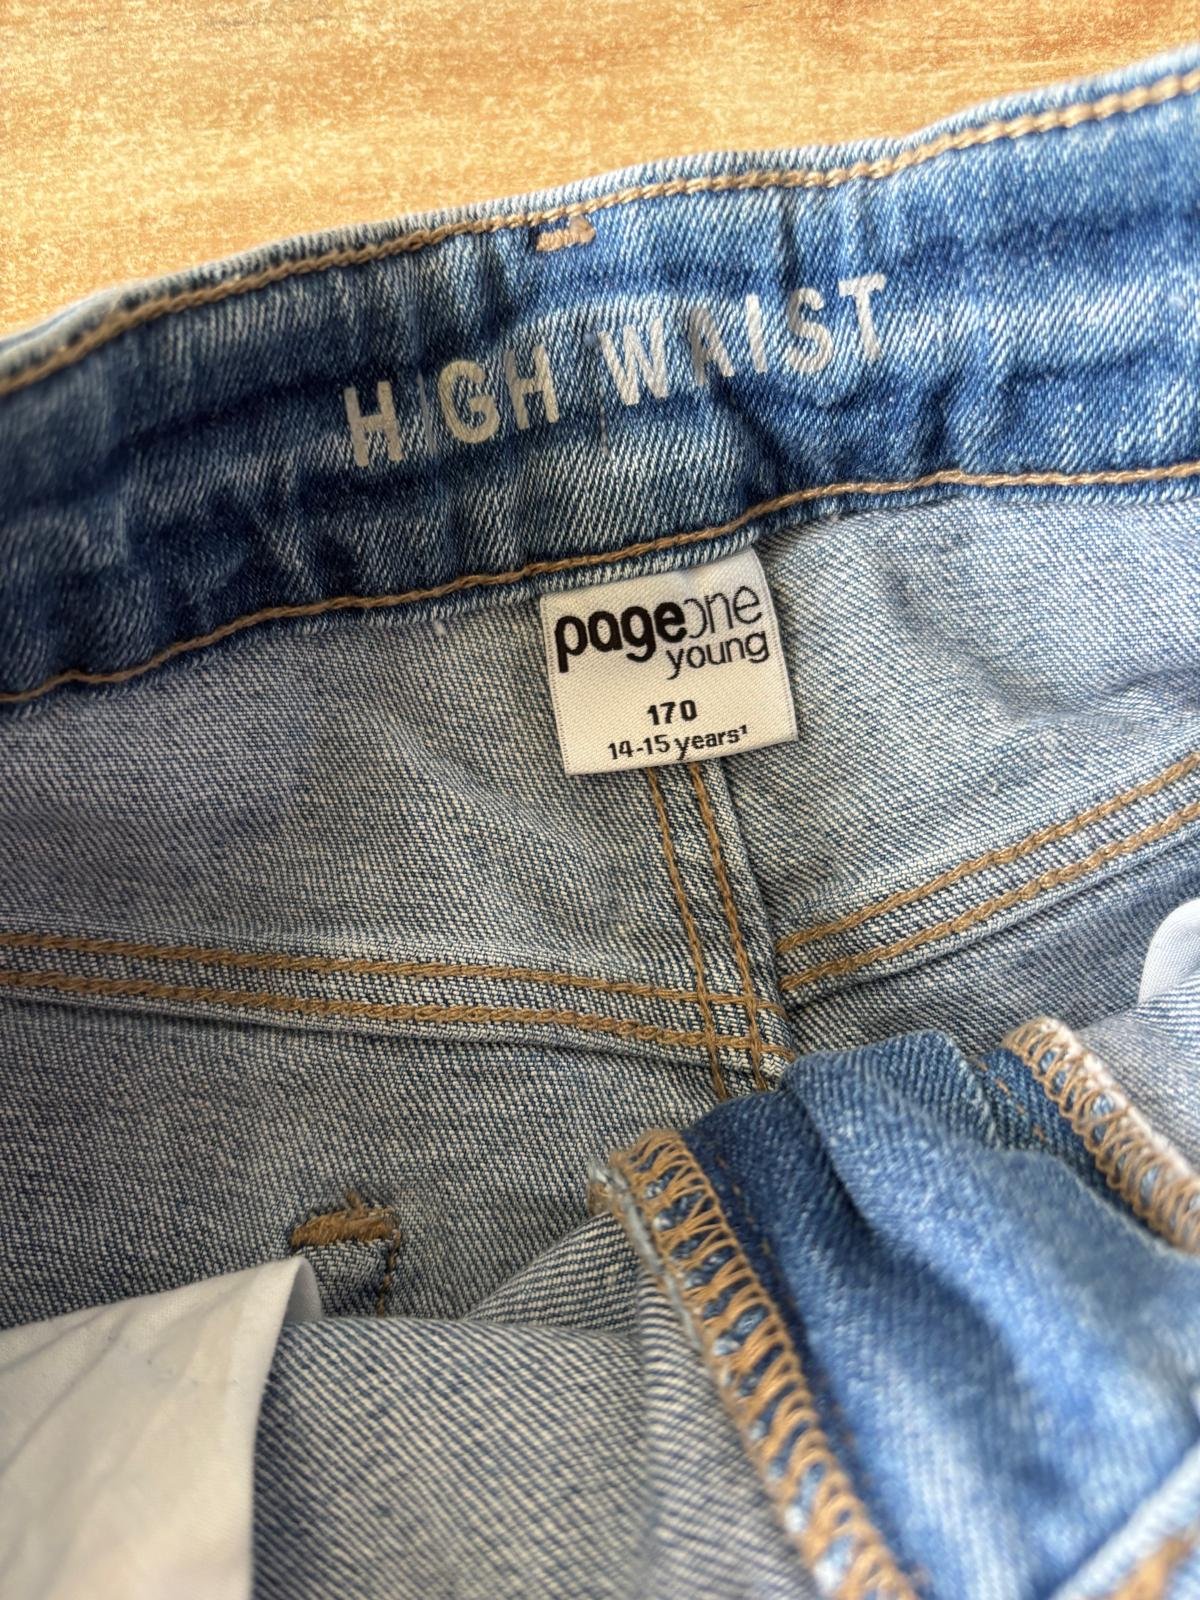 HIGH WAIST
pageone
young
170
14-15 years¹